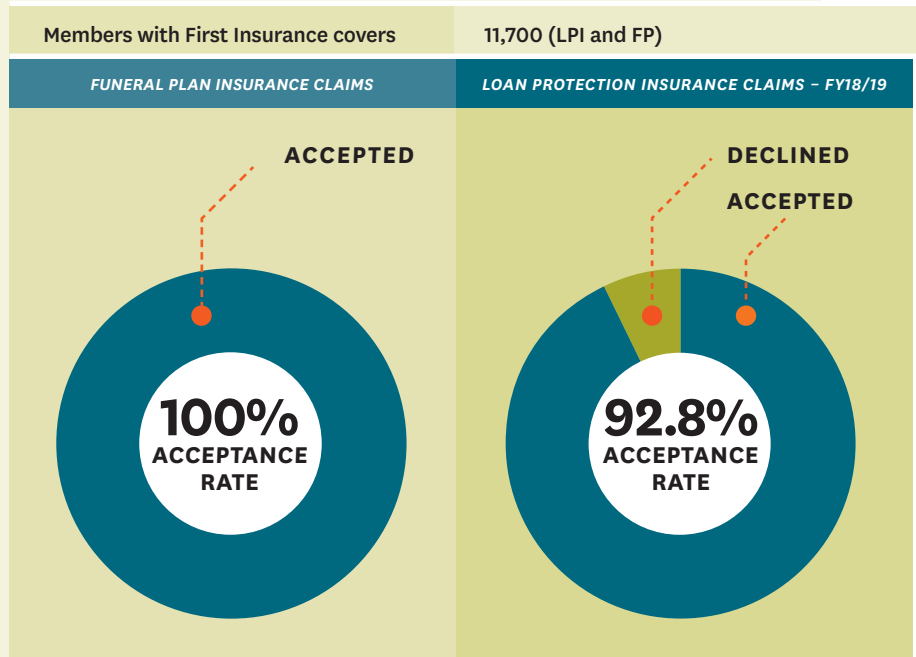 Members with First Insurance covers
11,700 (LPI and FP)
FUNERAL PLAN INSURANCE CLAIMS
LOAN PROTECTION INSURANCE CLAIMS – FY18/19
ACCEPTED
100%
ACCEPTANCE
RATE
DECLINED
ACCEPTED
92.8%
ACCEPTANCE
RATE